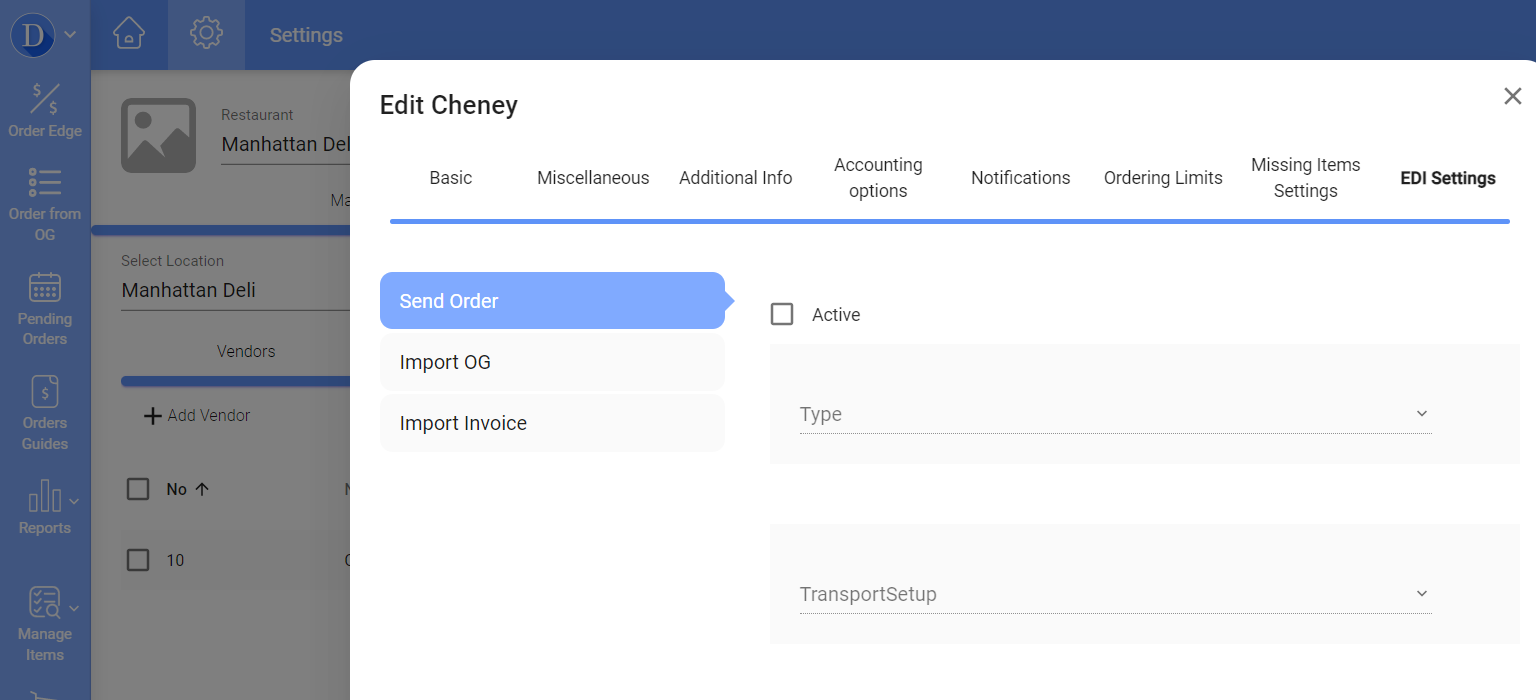 D
Settings
Order Edge
Order from
OG
Pending
Orders
Orders
Guides
Reports
Manage
Items
Restaurant
Manhattan Del
Ma
Select Location
Manhattan Deli
Vendors
Add Vendor
No
10
Edit Cheney
Basic
Miscellaneous
Additional Info
Accounting
options
Notifications
Ordering Limits
Missing Items
Settings
EDI Settings
Send Order
Import OG
Import Invoice
Active
Type
TransportSetup